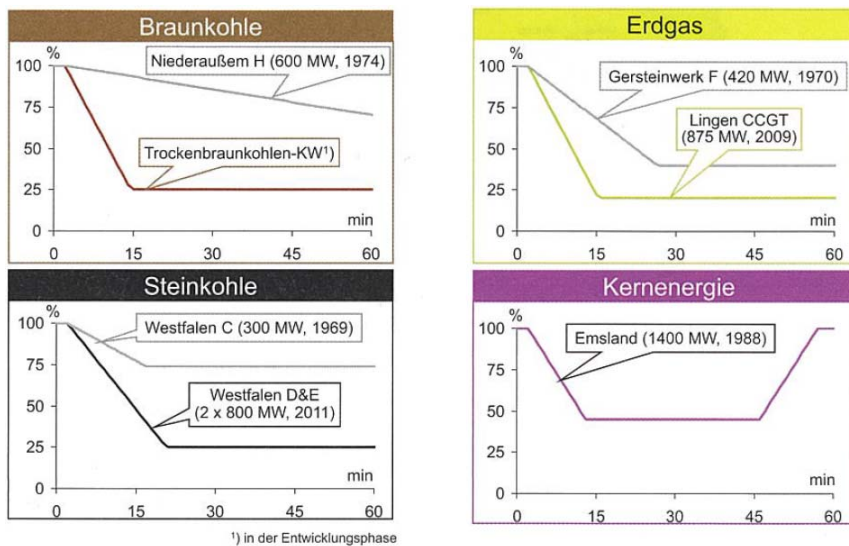 Braunkohle
%
Niederaußem H (600 MW, 1974)
100
75
50
25
0
Trockenbraunkohlen-KW¹)
min
0 15 30 45 60
Erdgas
%
Gersteinwerk F (420 MW, 1970)
Lingen CCGT
(875 MW, 2009)
100
75
50
25
0
min
0 15 30 45 60
Steinkohle
%
Westfalen C (300 MW, 1969)
100
75
50
25
0
Westfalen D&E
(2 x 800 MW, 2011)
min
0 15 30 45 60
Kernenergie
%
Emsland (1400 MW, 1988)
100
75
50
25
0
min
0 15 30 45 60
¹) in der Entwicklungsphase